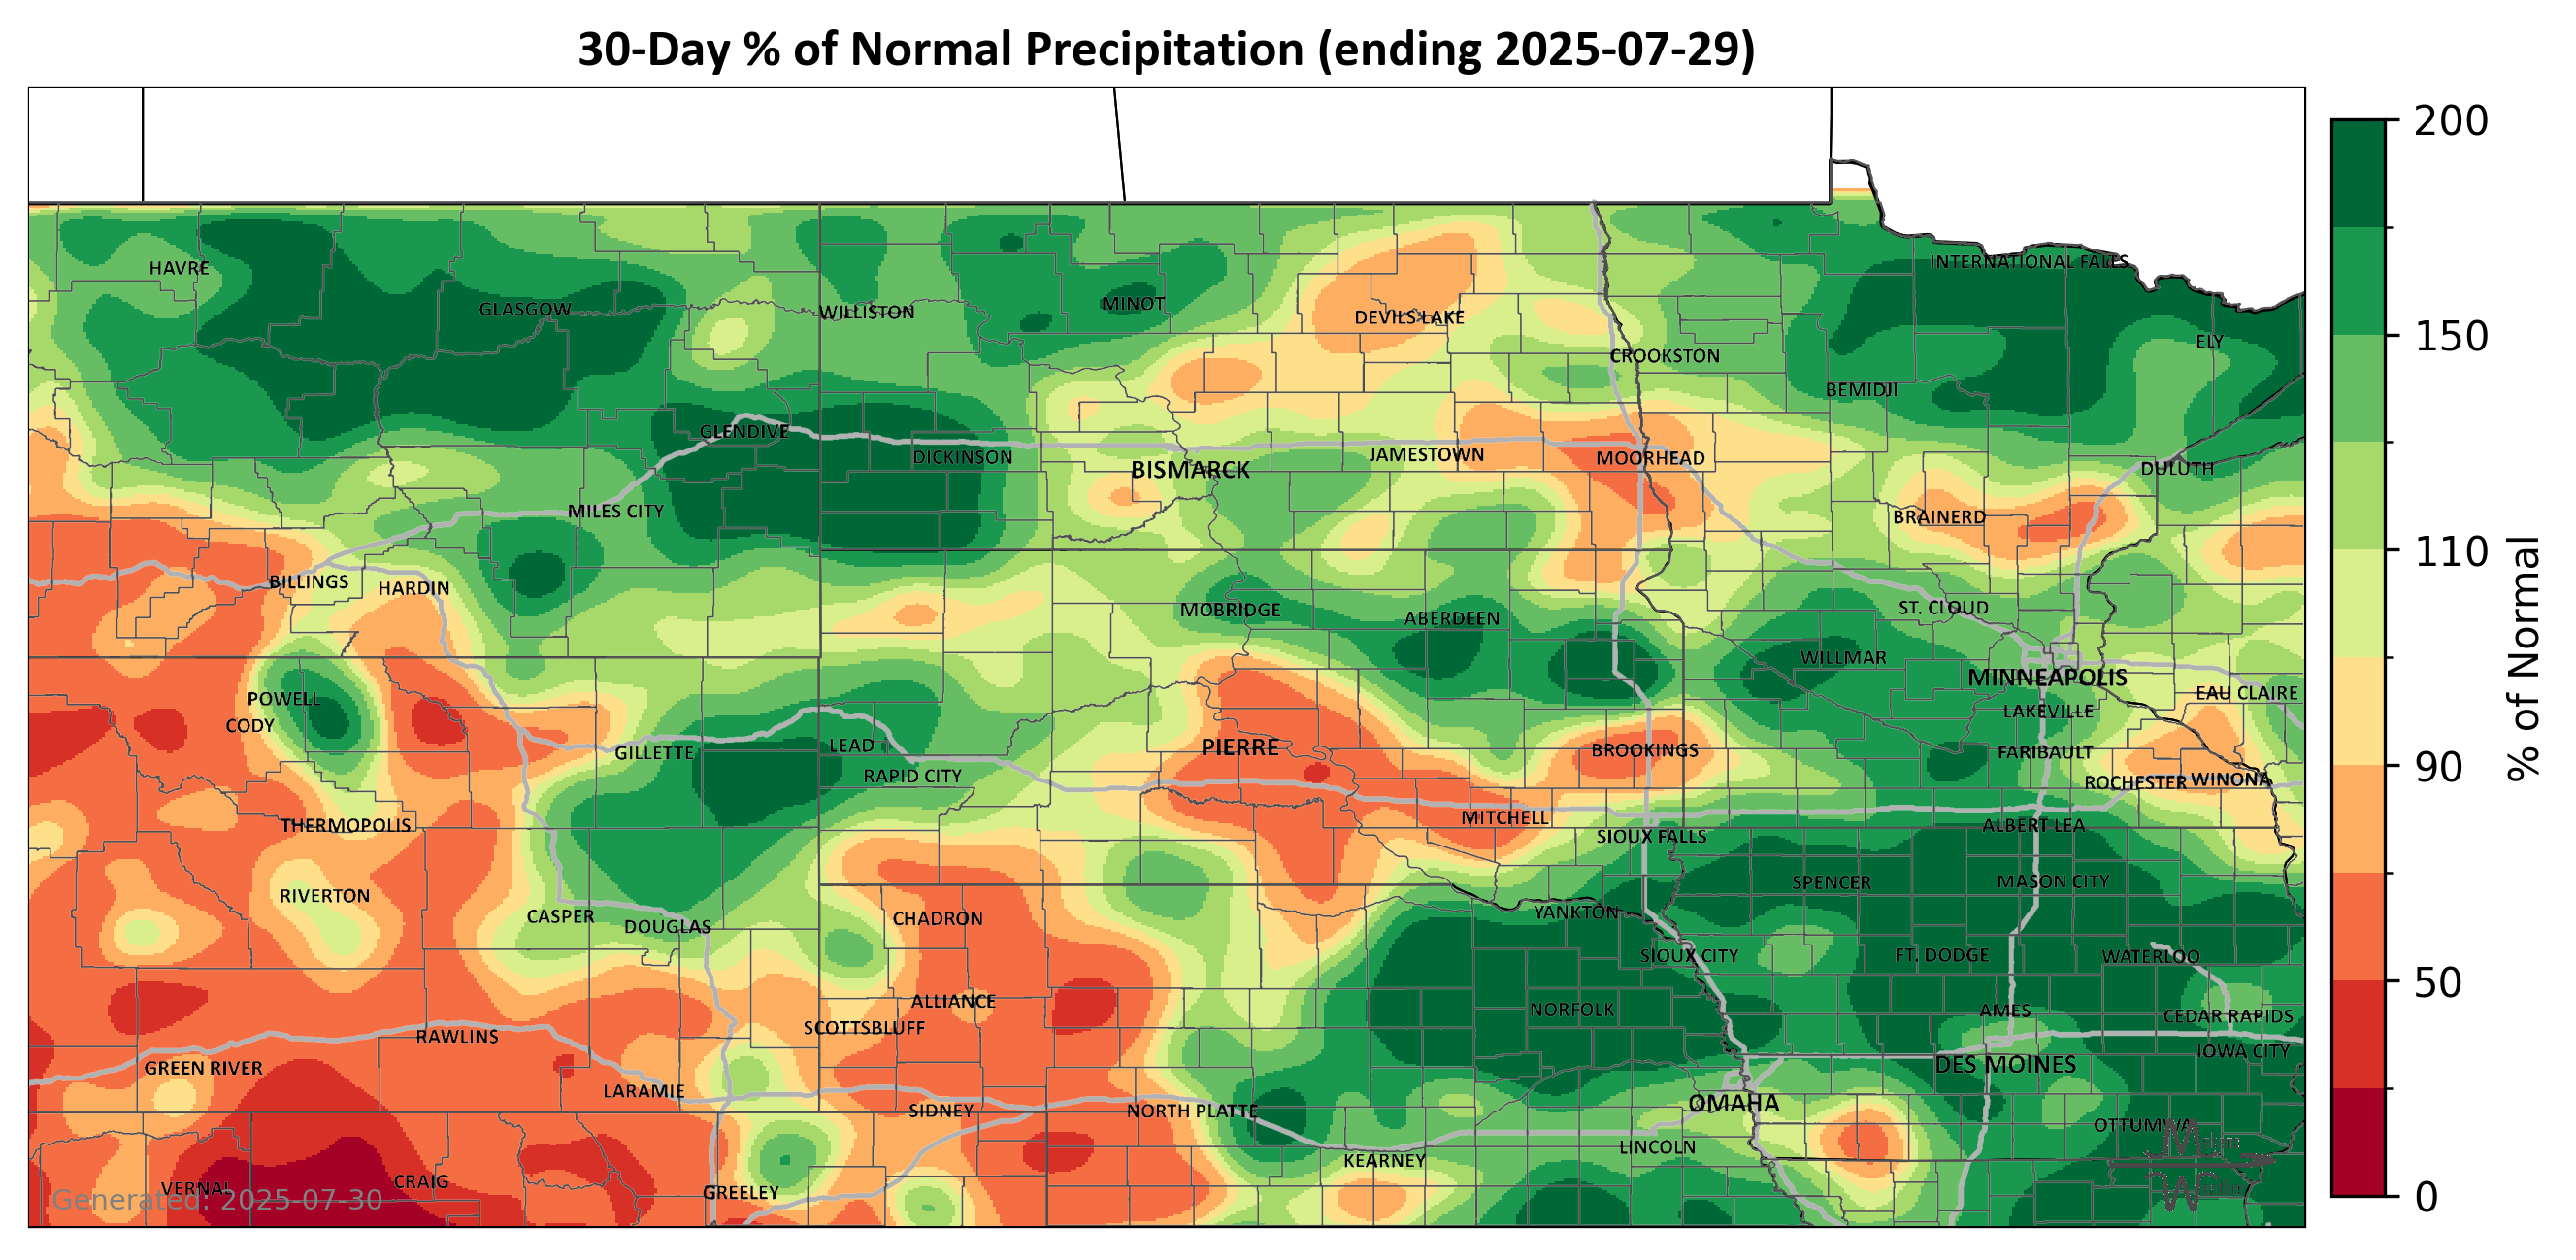 30-Day % of Normal Precipitation (ending 2025-07-29)
200
INTERNATIONAL FALLS
HAVRE
MINOT
GLASGOW
WILLISTON
DEVILS LAKE
150
ELY
CROOKSTON
BEMIDJI
GLENDIVE
DICKINSON
JAMESTOWN
MOORHEAD
BISMARCK
DULUTH
MILES CITY
BRAINERD
110
BILLINGS
HARDIN
MOBRIDGE
ABERDEEN
ST. CLOUD
WILLMAR
MINNEAPOLIS
% of Normal
POWELL
EAU CLAIRE
LAKEVILLE
CODY
GILLETTE
LEAD
PIERRE
BROOKINGS
FARIBAULT
90
RAPID CITY
ROCHESTER
WINONA
THERMOPOLIS
MITCHELL
SIOUX FALLS
ALBERT LEA
SPENCER
MASON CITY
RIVERTON
CASPER
DOUGLAS
CHADRON
YANKTON
SIOUX CITY
FT. DODGE
WATERLOO
50
ALLIANCE
NORFOLK
AMES
CEDAR RAPIDS
SCOTTSBLUFF
RAWLINS
IOWA CITY
GREEN RIVER
DES MOINES
LARAMIE
SIDNEY
NORTH PLATTE
OMAHA
OTTUMWA
LINCOLN
KEARNEY
VERNAL
CRAIG
GREELEY
Generated: 2025-07-30
0